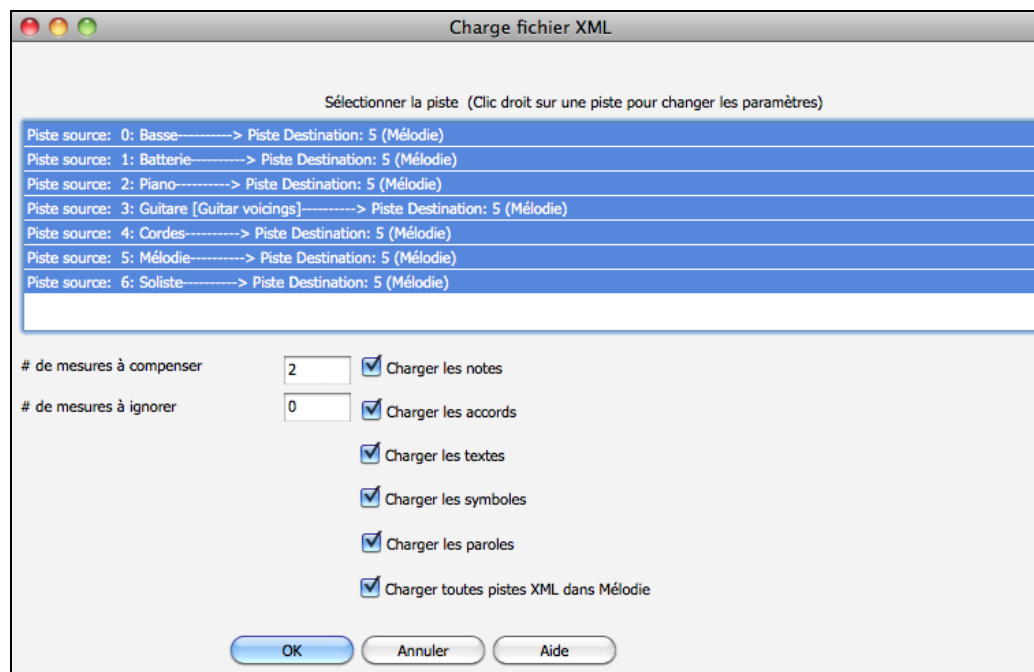 Charge fichier XML
Sélectionner la piste (Clic droit sur une piste pour changer les paramètres)
Piste source: 0: Basse----------> Piste Destination: 5 (Mélodie)
Piste source: 1: Batterie----------> Piste Destination: 5 (Mélodie)
Piste source: 2: Piano----------> Piste Destination: 5 (Mélodie)
Piste source: 3: Guitare [Guitar voicings]----------> Piste Destination: 5 (Mélodie)
Piste source: 4: Cordes----------> Piste Destination: 5 (Mélodie)
Piste source: 5: Mélodie----------> Piste Destination: 5 (Mélodie)
Piste source: 6: Soliste----------> Piste Destination: 5 (Mélodie)
# de mesures à compenser 2 Charger les notes
# de mesures à ignorer 0 Charger les accords
Charger les textes
Charger les symboles
Charger les paroles
Charger toutes pistes XML dans Mélodie
OK Annuler Aide